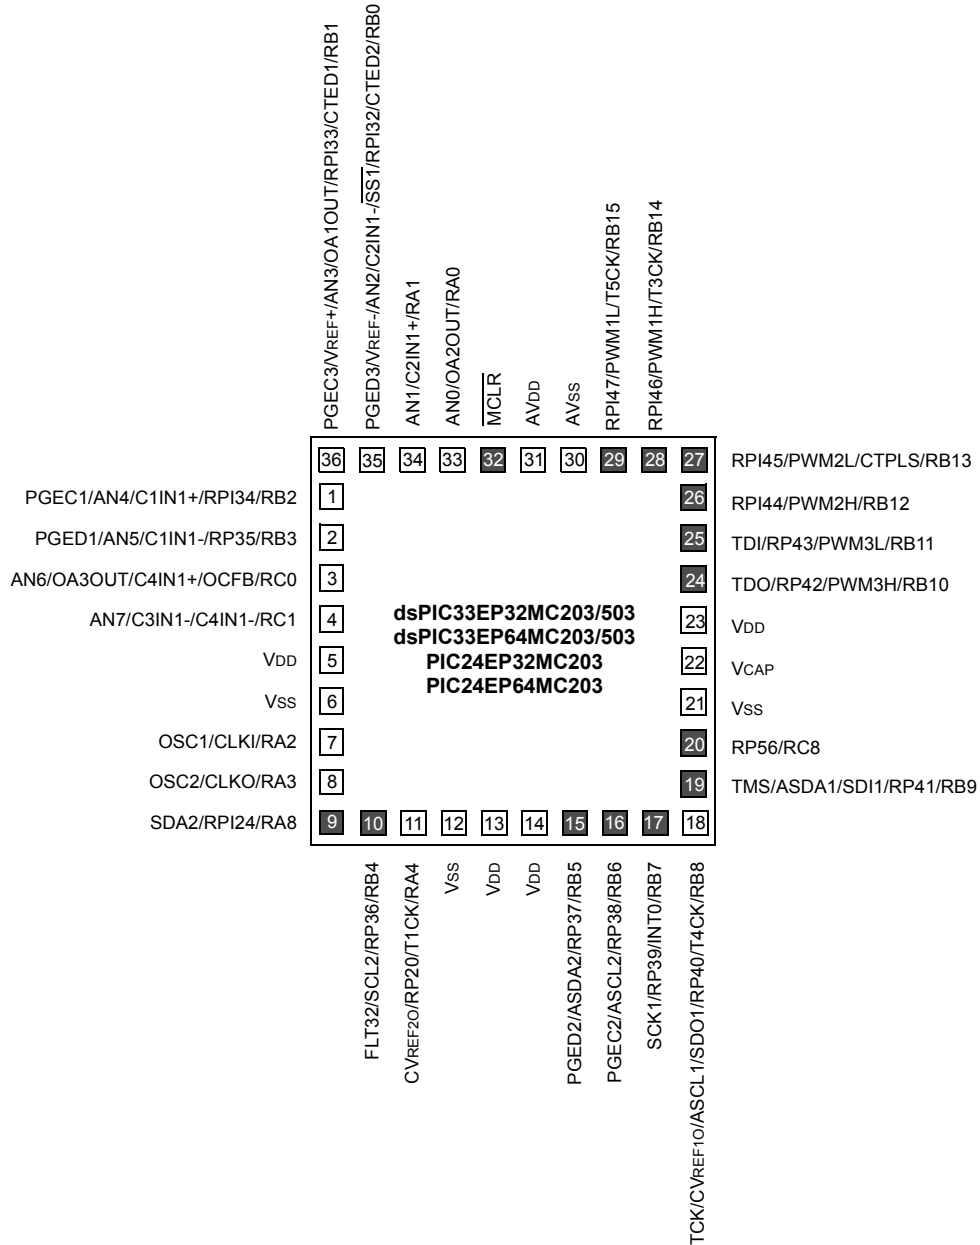 PGEC3/VREF+/AN3/OA1OUT/RPI33/CTED1/RB1
PGED3/VREF-/AN2/C2IN1-/SS1/RPI32/CTED2/RB0
AN1/C2IN1+/RA1
AN0/OA2OUT/RA0
MCLR
AVDD
AVSS
RPI47/PWM1L/T5CK/RB15
RPI46/PWM1H/T3CK/RB14
36 35 34 33 32 31 30 29 28 27
RPI45/PWM2L/CTPLS/RB13
PGEC1/AN4/C1IN1+/RPI34/RB2
1
26
RPI44/PWM2H/RB12
PGED1/AN5/C1IN1-/RP35/RB3
2
25
TDI/RP43/PWM3L/RB11
AN6/OA3OUT/C4IN1+/OCFB/RC0
3
24
TDO/RP42/PWM3H/RB10
AN7/C3IN1-/C4IN1-/RC1
4
23
VDD
dsPIC33EP32MC203/503
dsPIC33EP64MC203/503
PIC24EP32MC203
PIC24EP64MC203
VDD
5
22
VCAP
VSS
6
21
VSS
OSC1/CLKI/RA2
7
20
RP56/RC8
OSC2/CLKO/RA3
8
19
TMS/ASDA1/SDI1/RP41/RB9
SDA2/RPI24/RA8
9 10 11 12 13 14 15 16 17 18
FLT32/SCL2/RP36/RB4
CVREF2O/RP20/T1CK/RA4
VSS
VDD
VDD
PGED2/ASDA2/RP37/RB5
PGEC2/ASCL2/RP38/RB6
SCK1/RP39/INT0/RB7
TCK/CVREF1O/ASCL1/SDO1/RP40/T4CK/RB8